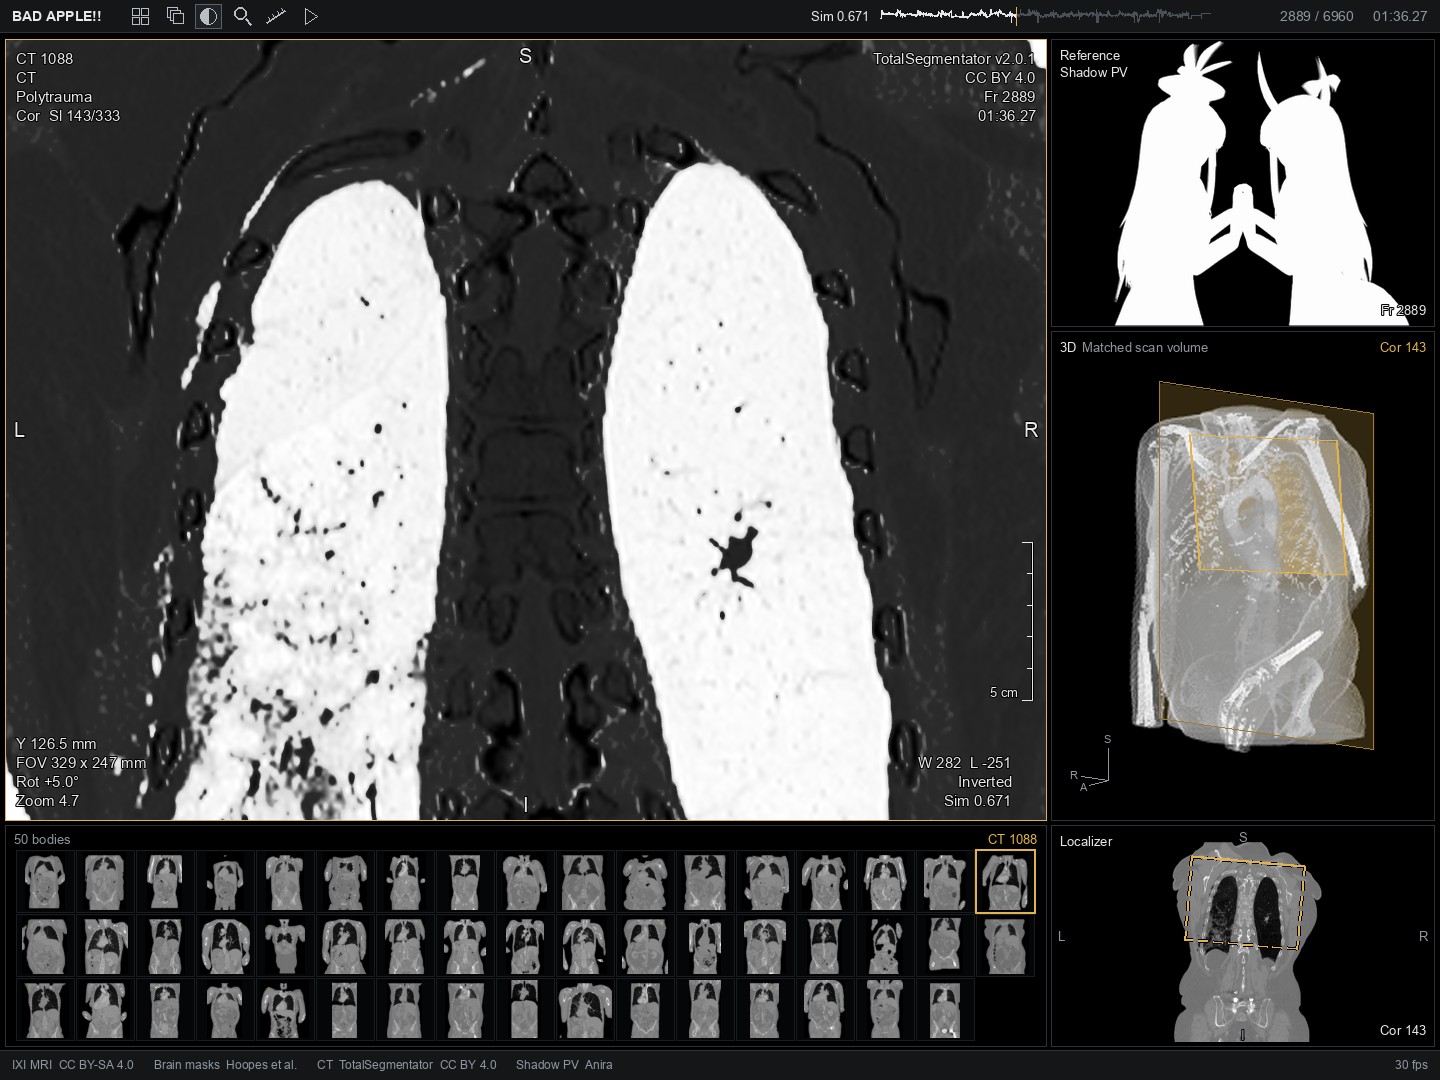 BAD APPLE!!
Sim 0.671
2889 / 6960 01:36.27
CT 1088
CT
Polytrauma
Cor Sl 143/333
S
TotalSegmentator v2.0.1
CC BY 4.0
Fr 2889
01:36.27
L
R
5 cm
Y 126.5 mm
FOV 329 x 247 mm
Rot +5.0°
Zoom 4.7
I
W 282 L -251
Inverted
Sim 0.671
Reference
Shadow PV
Fr 2889
3D Matched scan volume
Cor 143
S
R
A
50 bodies
CT 1088
Localizer
S
L
R
I
Cor 143
IXI MRI CC BY-SA 4.0 Brain masks Hoopes et al. CT TotalSegmentator CC BY 4.0 Shadow PV Anira
30 fps